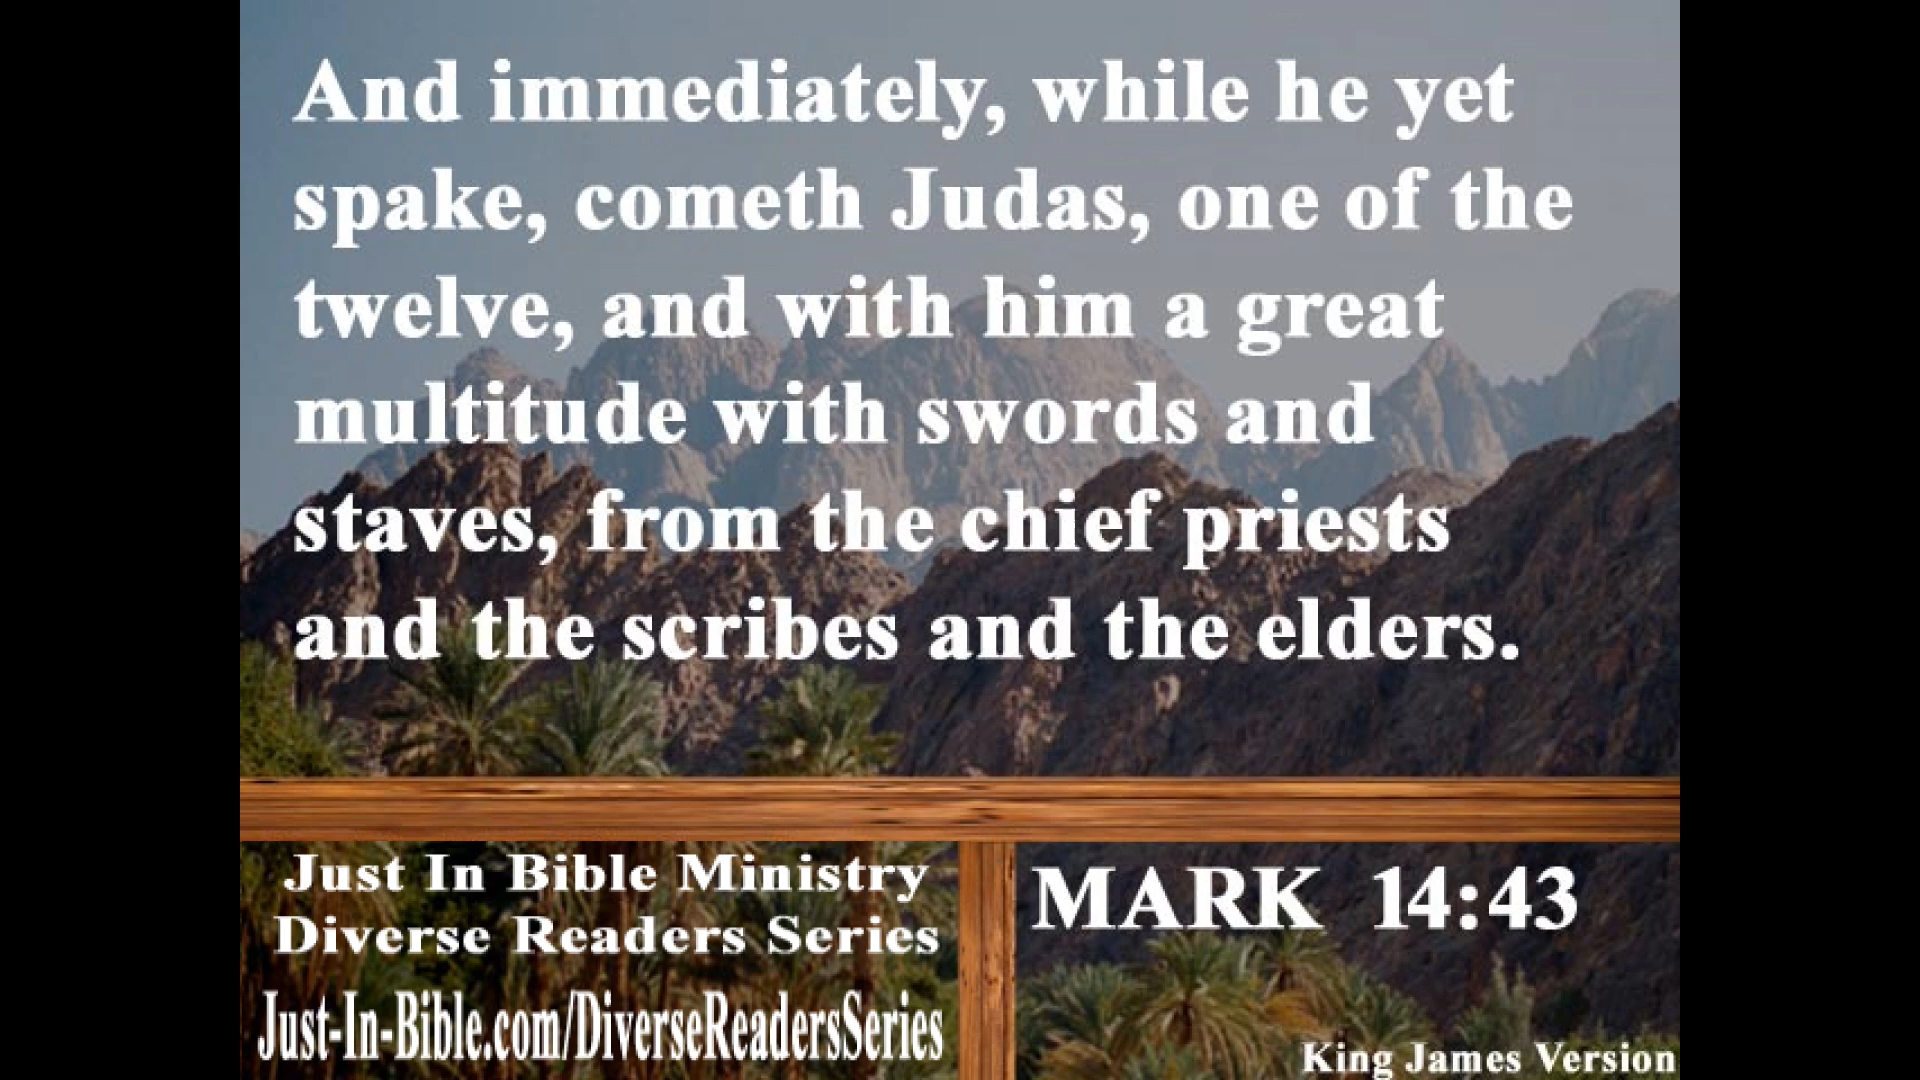 And immediately, while he yet
spake, cometh Judas, one of the
twelve, and with him a great
multitude with swords and
staves, from the chief priests
and the scribes and the elders.
Just In Bible Ministry
Diverse Readers Series
Just-In-Bible.com/DiverseReadersSeries
MARK 14:43
King James Version